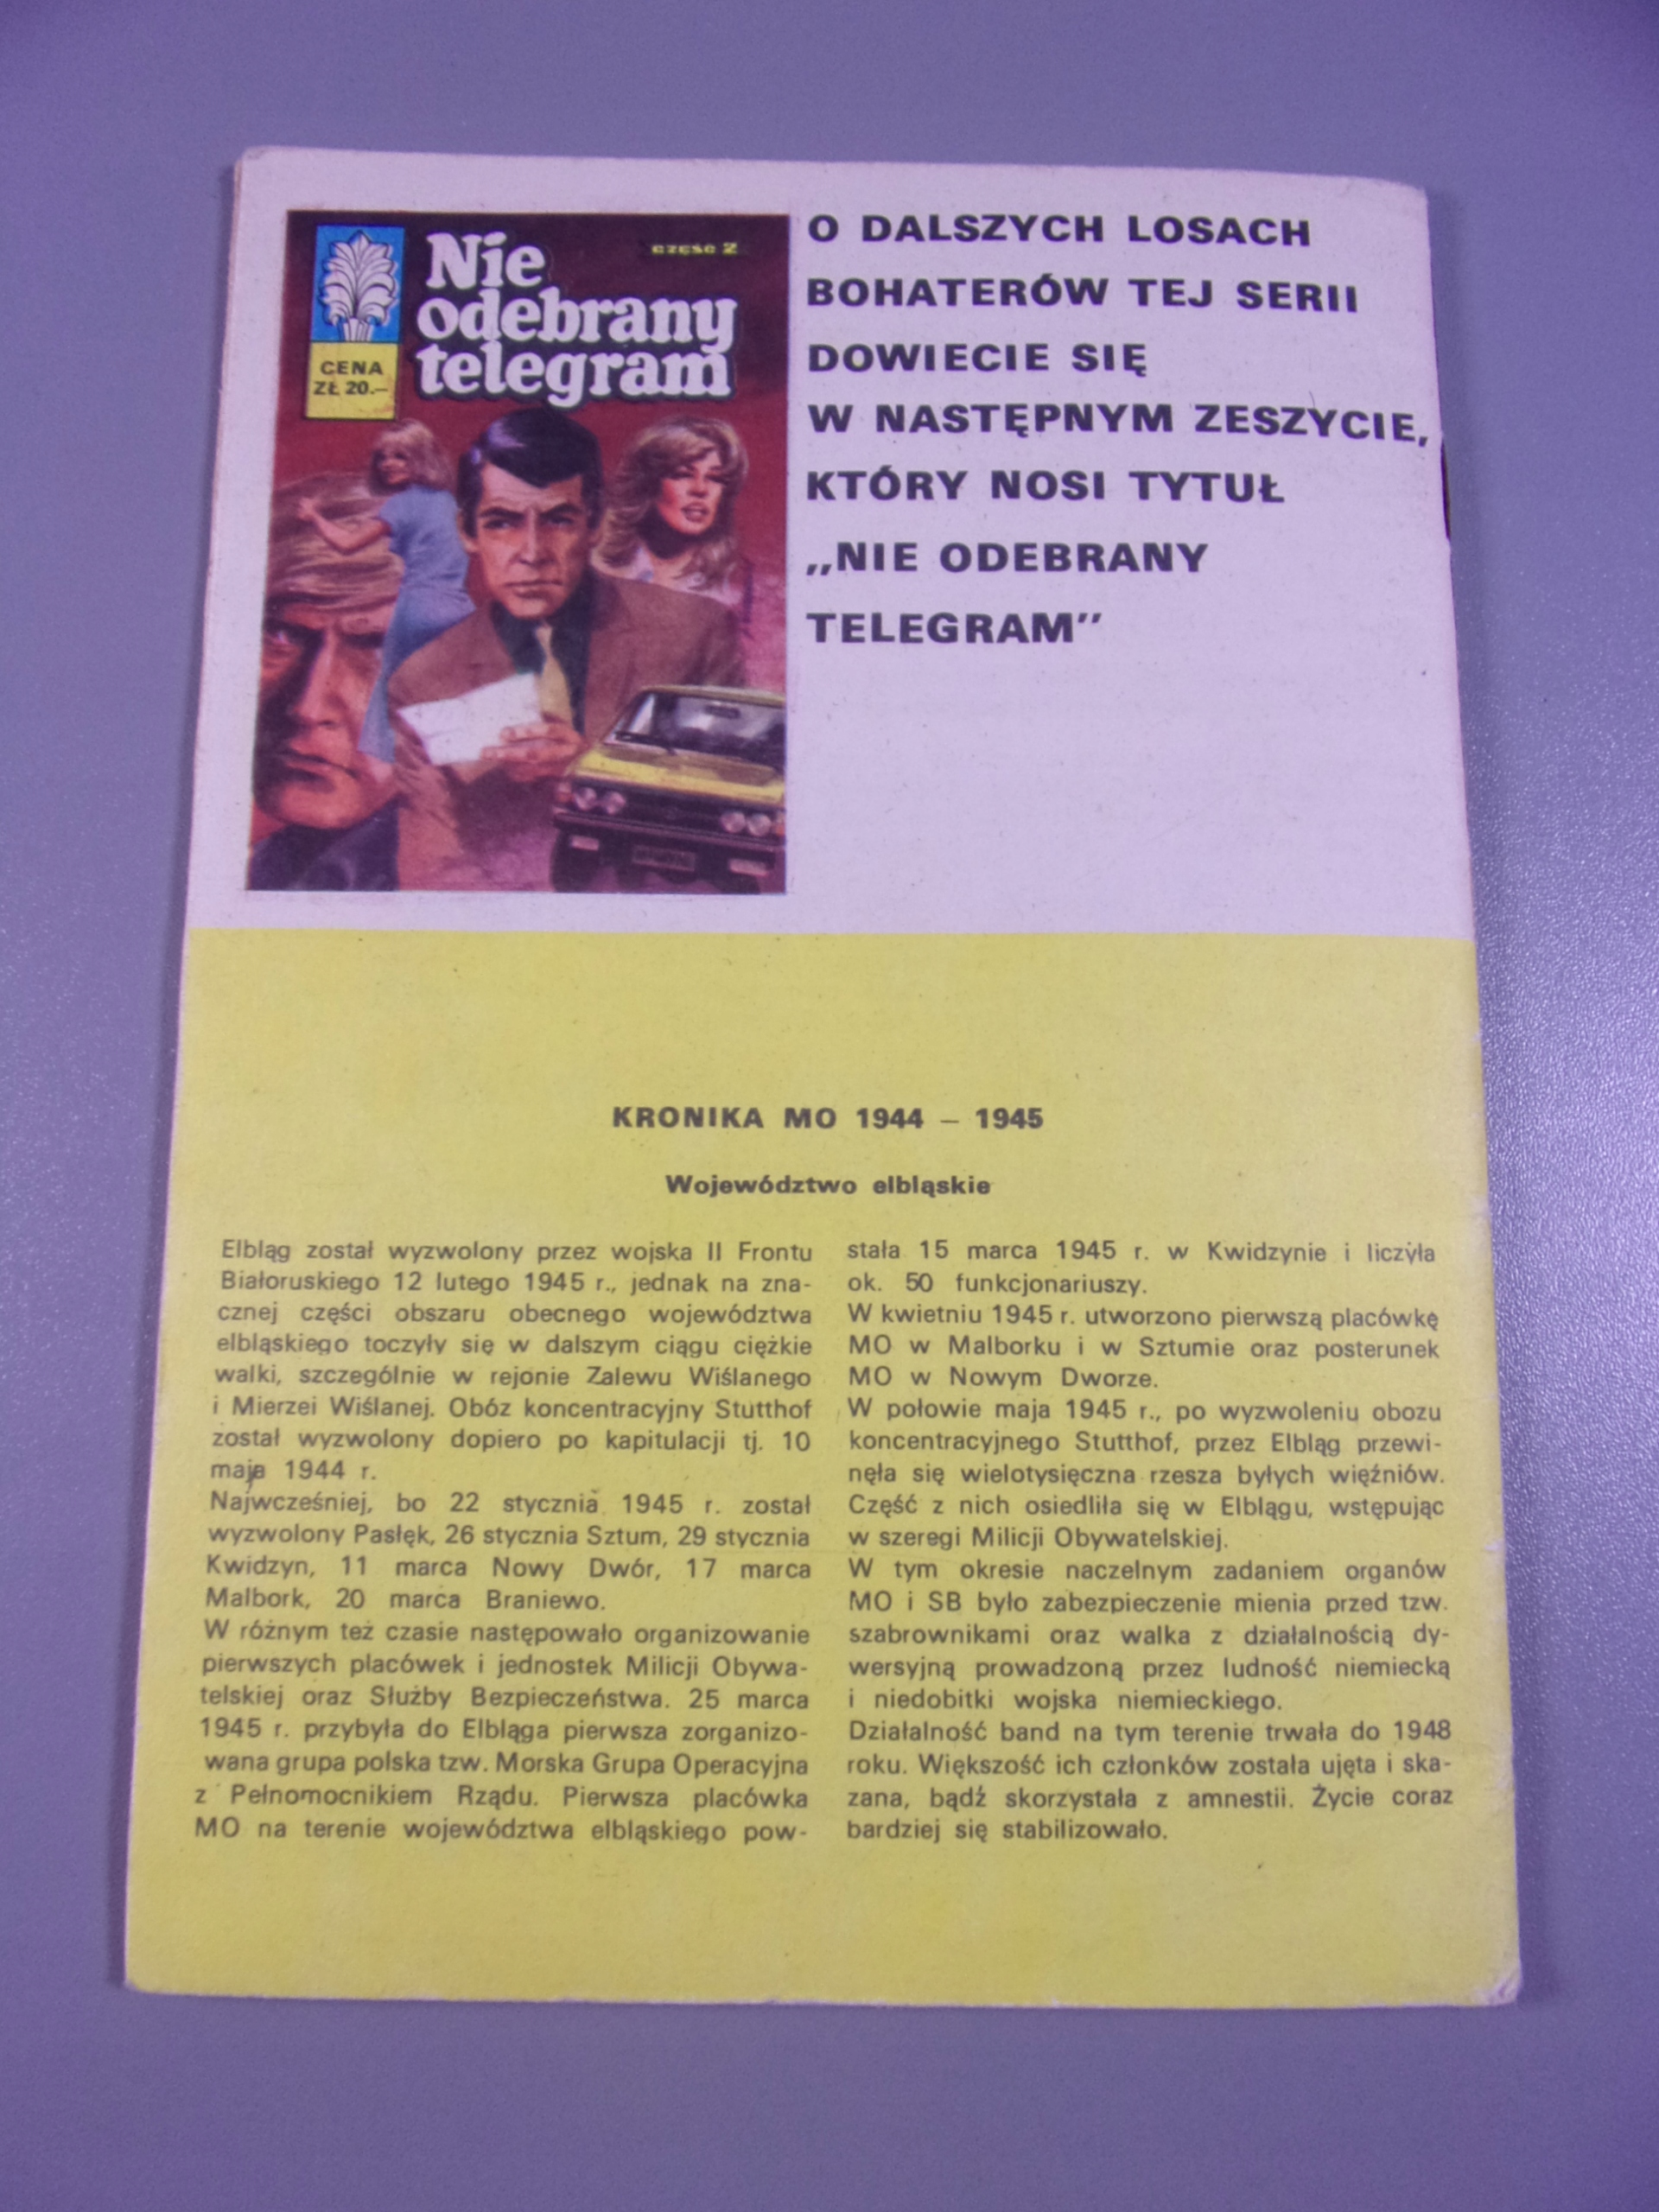 część 2
Nie
odebrany
telegram
CENA
ZŁ 20.—
O DALSZYCH LOSACH
BOHATERÓW TEJ SERII
DOWIECIE SIĘ
W NASTĘPNYM ZESZYCIE,
KTÓRY NOSI TYTUŁ
„NIE ODEBRANY
TELEGRAM”
KRONIKA MO 1944 – 1945
Województwo elbląskie
Elbląg został wyzwolony przez wojska II Frontu
Białoruskiego 12 lutego 1945 r., jednak na zna-
cznej części obszaru obecnego województwa
elbląskiego toczyły się w dalszym ciągu ciężkie
walki, szczególnie w rejonie Zalewu Wiślanego
i Mierzei Wiślanej. Obóz koncentracyjny Stutthof
został wyzwolony dopiero po kapitulacji tj. 10
maja 1944 r.
Najwcześniej, bo 22 stycznia 1945 r. został
wyzwolony Pasłęk, 26 stycznia Sztum, 29 stycznia
Kwidzyn, 11 marca Nowy Dwór, 17 marca
Malbork, 20 marca Braniewo.
W różnym też czasie następowało organizowanie
pierwszych placówek i jednostek Milicji Obywa-
telskiej oraz Służby Bezpieczeństwa. 25 marca
1945 r. przybyła do Elbląga pierwsza zorganizo-
wana grupa polska tzw. Morska Grupa Operacyjna
z Pełnomocnikiem Rządu. Pierwsza placówka
MO na terenie województwa elbląskiego pow-
stała 15 marca 1945 r. w Kwidzynie i liczyła
ok. 50 funkcjonariuszy.
W kwietniu 1945 r. utworzono pierwszą placówkę
MO w Malborku i w Sztumie oraz posterunek
MO w Nowym Dworze.
W połowie maja 1945 r., po wyzwoleniu obozu
koncentracyjnego Stutthof, przez Elbląg przewi-
nęła się wielotysięczna rzesza byłych więźniów.
Część z nich osiedliła się w Elblągu, wstępując
w szeregi Milicji Obywatelskiej.
W tym okresie naczelnym zadaniem organów
MO i SB było zabezpieczenie mienia przed tzw.
szabrownikami oraz walka z działalnością dy-
wersyjną prowadzoną przez ludność niemiecką
i niedobitki wojska niemieckiego.
Działalność band na tym terenie trwała do 1948
roku. Większość ich członków została ujęta i ska-
zana, bądź skorzystała z amnestii. Życie coraz
bardziej się stabilizowało.